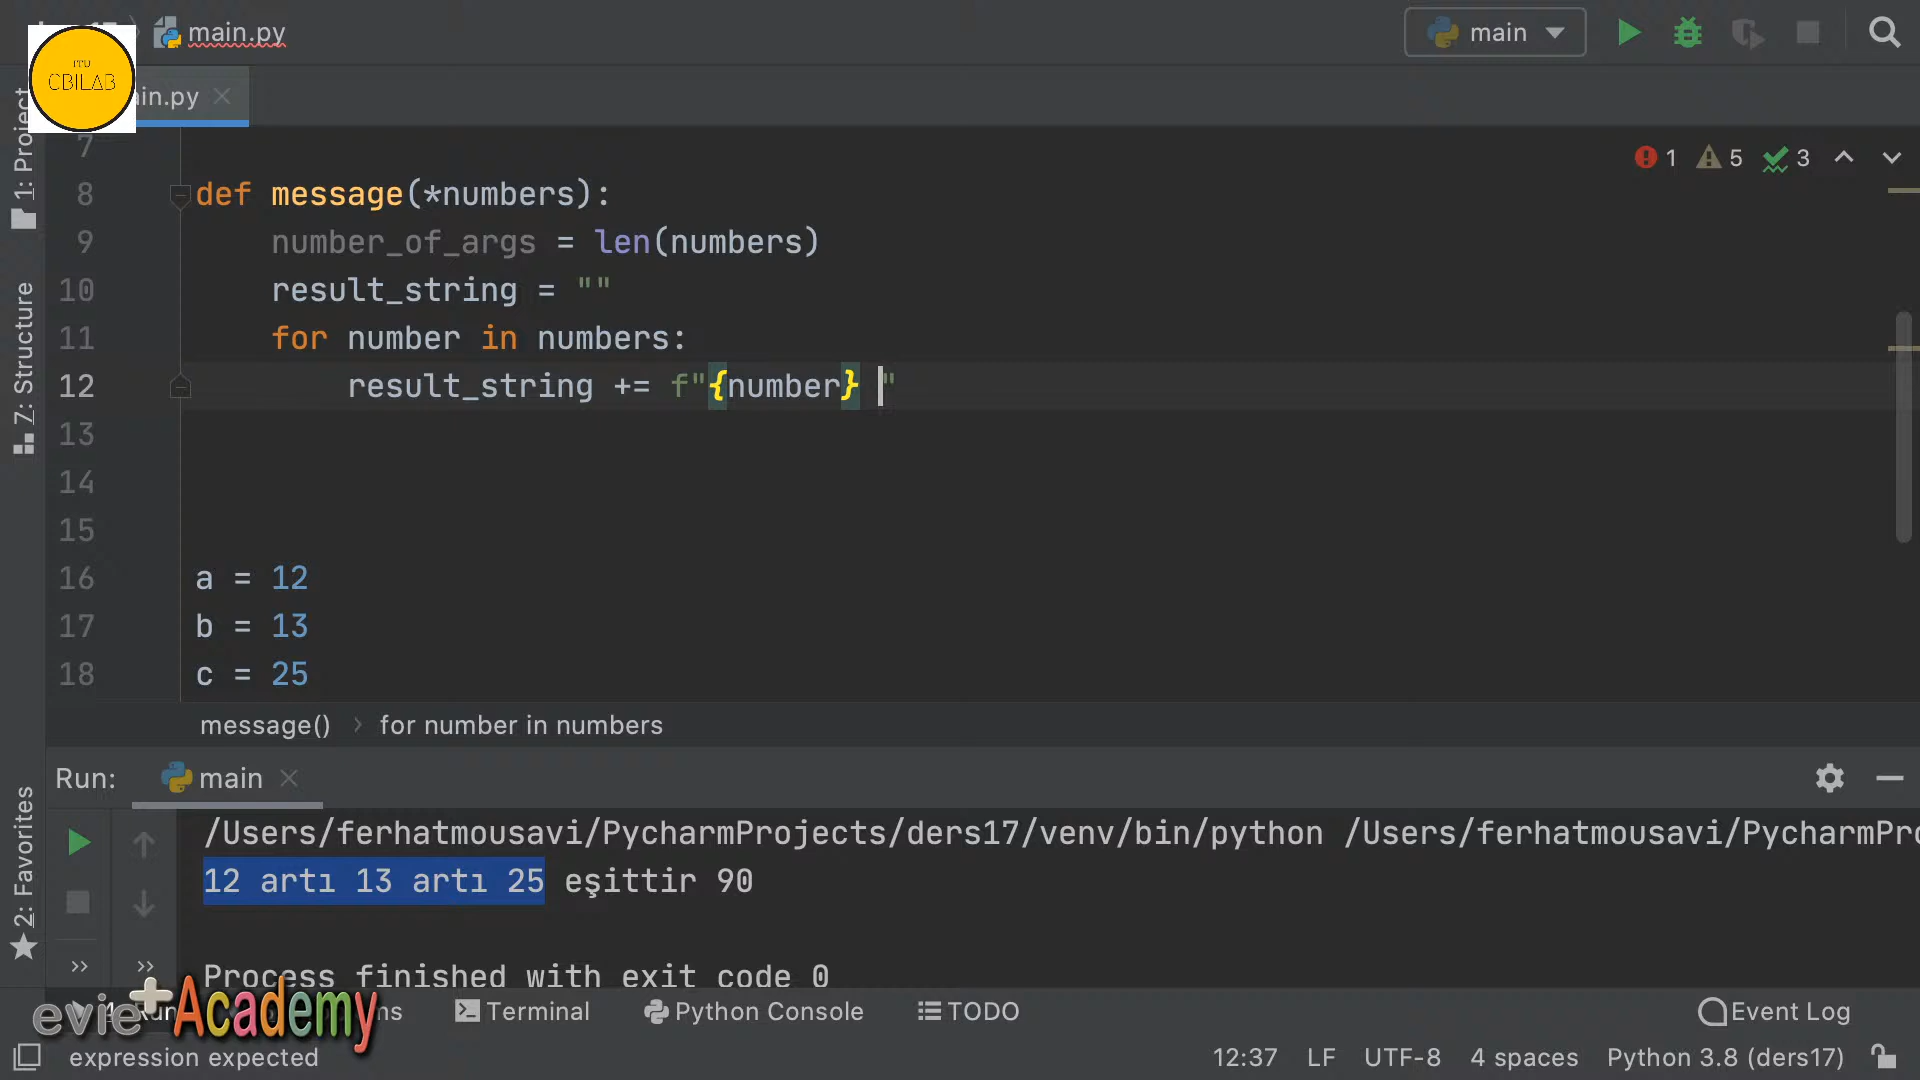 main.py
main
ITU
CBILAB
in.py
1: Project
1 5 3
7
8 def message(*numbers):
9 number_of_args = len(numbers)
10 result_string = ""
11 for number in numbers:
12 result_string += f"{number} "
13
14
15
16 a = 12
17 b = 13
18 c = 25
Z: Structure
message() > for number in numbers
Run: main
2: Favorites
/Users/ferhatmousavi/PycharmProjects/ders17/venv/bin/python /Users/ferhatmousavi/PycharmPro
12 artı 13 artı 25 eşittir 90
Process finished with exit code 0
evie+Academy
Terminal
Python Console
TODO
Event Log
expression expected
12:37 LF UTF-8 4 spaces Python 3.8 (ders17)